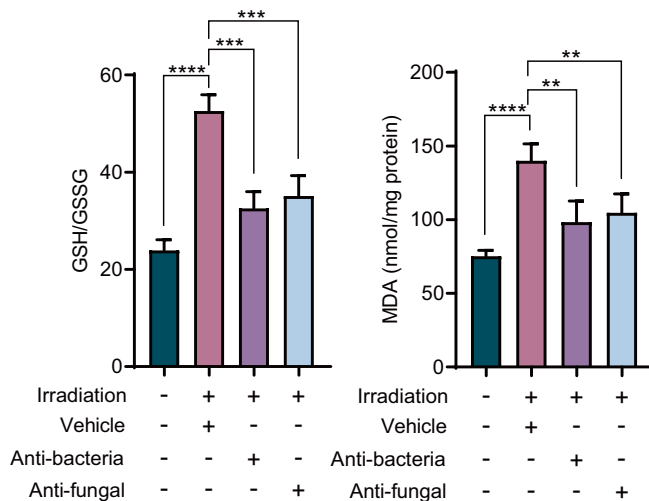 *** **
*** **
**** ****
GSH/GSSG
60
40
20
0
MDA (nmol/mg protein)
200
150
100
50
0
Irradiation - + + + Irradiation - + + +
Vehicle - + - - Vehicle - + - -
Anti-bacteria - - + - Anti-bacteria - - + -
Anti-fungal - - - + Anti-fungal - - - +